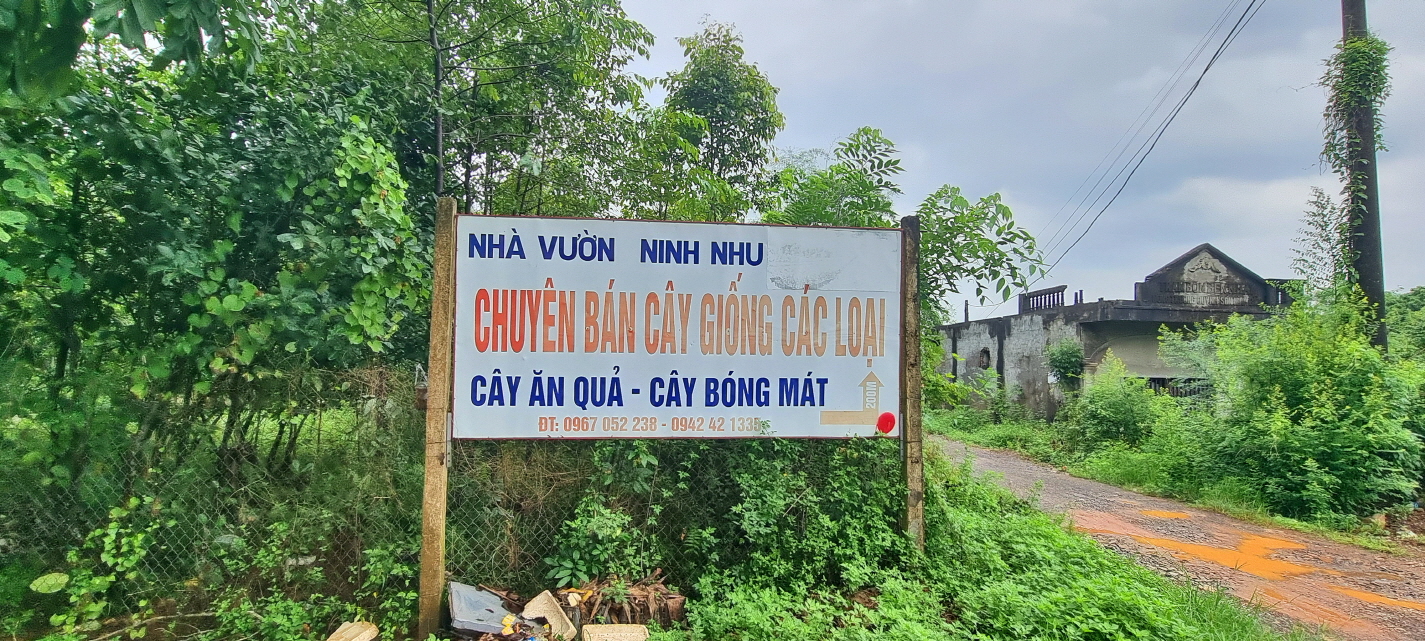 NHÀ VƯỜN NINH NHU
CHUYÊN BÁN CÂY GIỐNG CÁC LOẠI
CÂY ĂN QUẢ - CÂY BÓNG MÁT
200M
ĐT: 0967 052 238 - 0942 42 1335